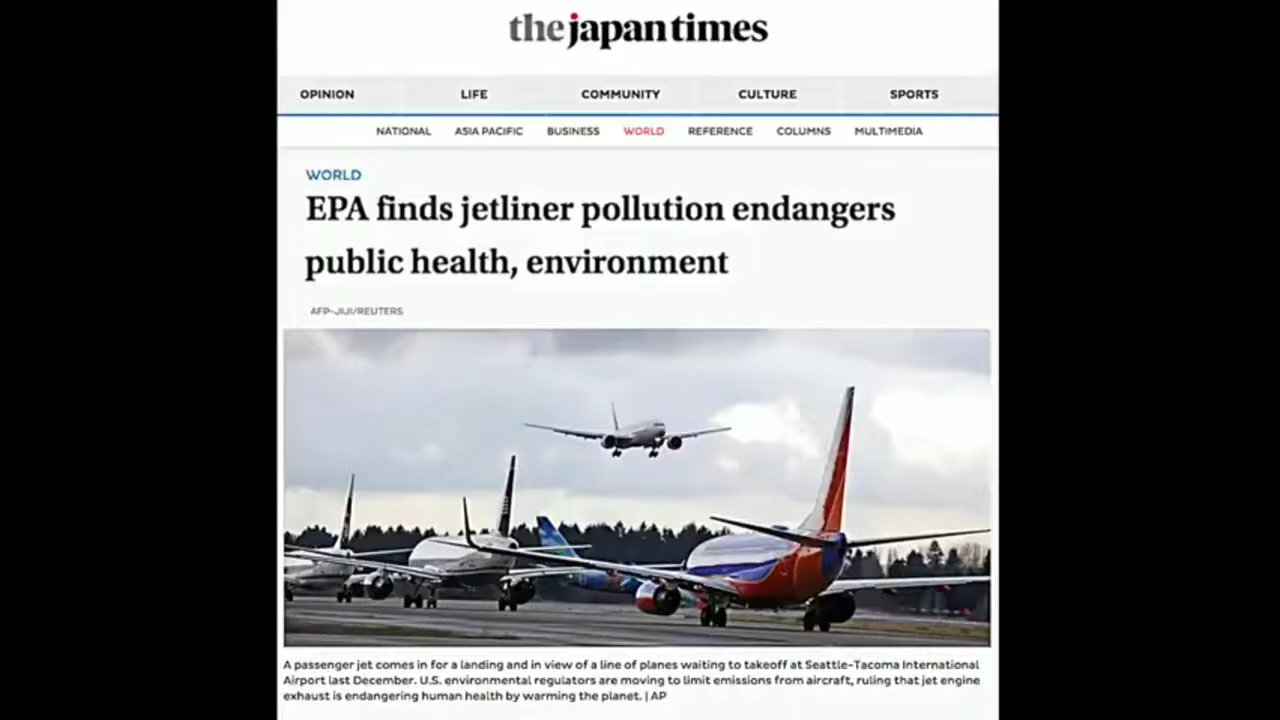 the japan times
OPINION LIFE COMMUNITY CULTURE SPORTS
NATIONAL ASIA PACIFIC BUSINESS WORLD REFERENCE COLUMNS MULTIMEDIA
WORLD
EPA finds jetliner pollution endangers
public health, environment
AFP-JIJI/REUTERS
A passenger jet comes in for a landing and in view of a line of planes waiting to takeoff at Seattle-Tacoma International
Airport last December. U.S. environmental regulators are moving to limit emissions from aircraft, ruling that jet engine
exhaust is endangering human health by warming the planet. | AP